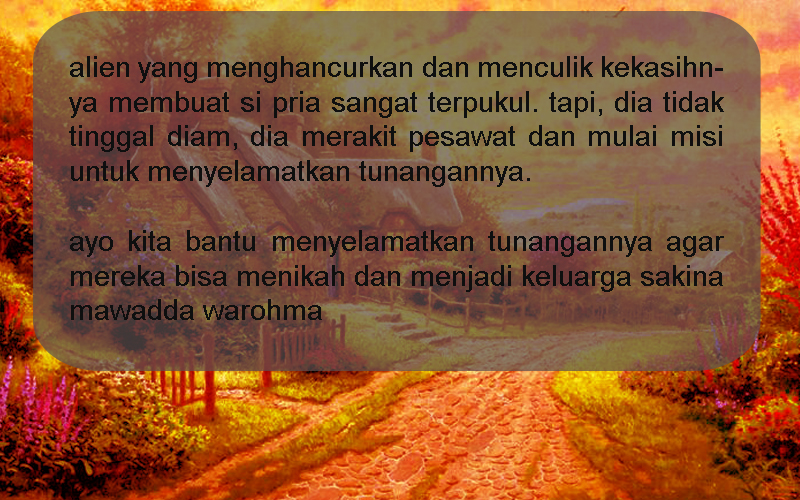 alien yang menghancurkan dan menculik kekasihn-
ya membuat si pria sangat terpukul. tapi, dia tidak
tinggal diam, dia merakit pesawat dan mulai misi
untuk menyelamatkan tunangannya.
ayo kita bantu menyelamatkan tunangannya agar
mereka bisa menikah dan menjadi keluarga sakina
mawadda warohma